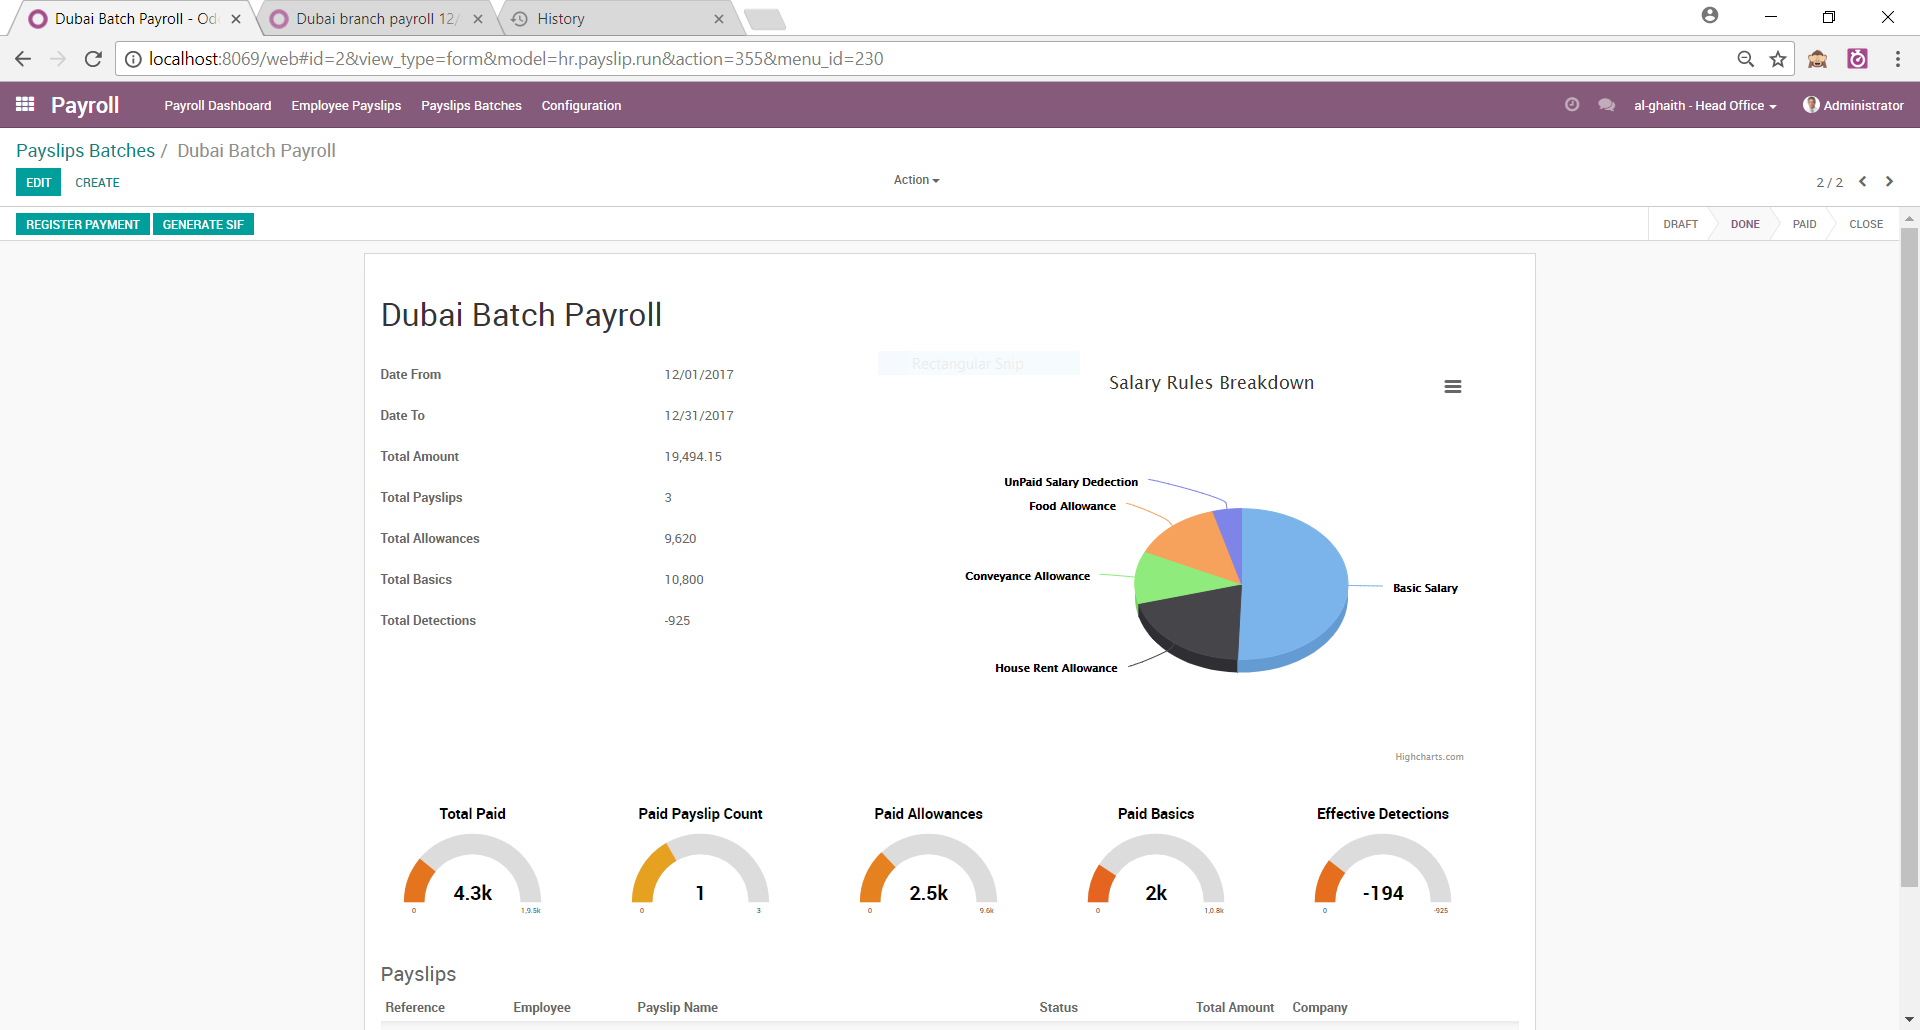 Dubai Batch Payroll - Od
Dubai branch payroll 12/
History
localhost:8069/web#id=2&view_type=form&model=hr.payslip.run&action=355&menu_id=230
Payroll
Payroll Dashboard
Employee Payslips
Payslips Batches
Configuration
al-ghaith - Head Office
Administrator
Payslips Batches / Dubai Batch Payroll
EDIT
CREATE
Action
2 / 2
REGISTER PAYMENT
GENERATE SIF
DRAFT
DONE
PAID
CLOSE
Dubai Batch Payroll
Rectangular Snip
Date From 12/01/2017
Date To 12/31/2017
Total Amount 19,494.15
Total Payslips 3
Total Allowances 9,620
Total Basics 10,800
Total Detections -925
Salary Rules Breakdown
UnPaid Salary Dedection
Food Allowance
Conveyance Allowance
Basic Salary
House Rent Allowance
Highcharts.com
Total Paid
4.3k
0
1,9.5k
Paid Payslip Count
1
0
3
Paid Allowances
2.5k
0
9.6k
Paid Basics
2k
0
1,0.8k
Effective Detections
-194
0
-925
Payslips
Reference Employee Payslip Name Status Total Amount Company